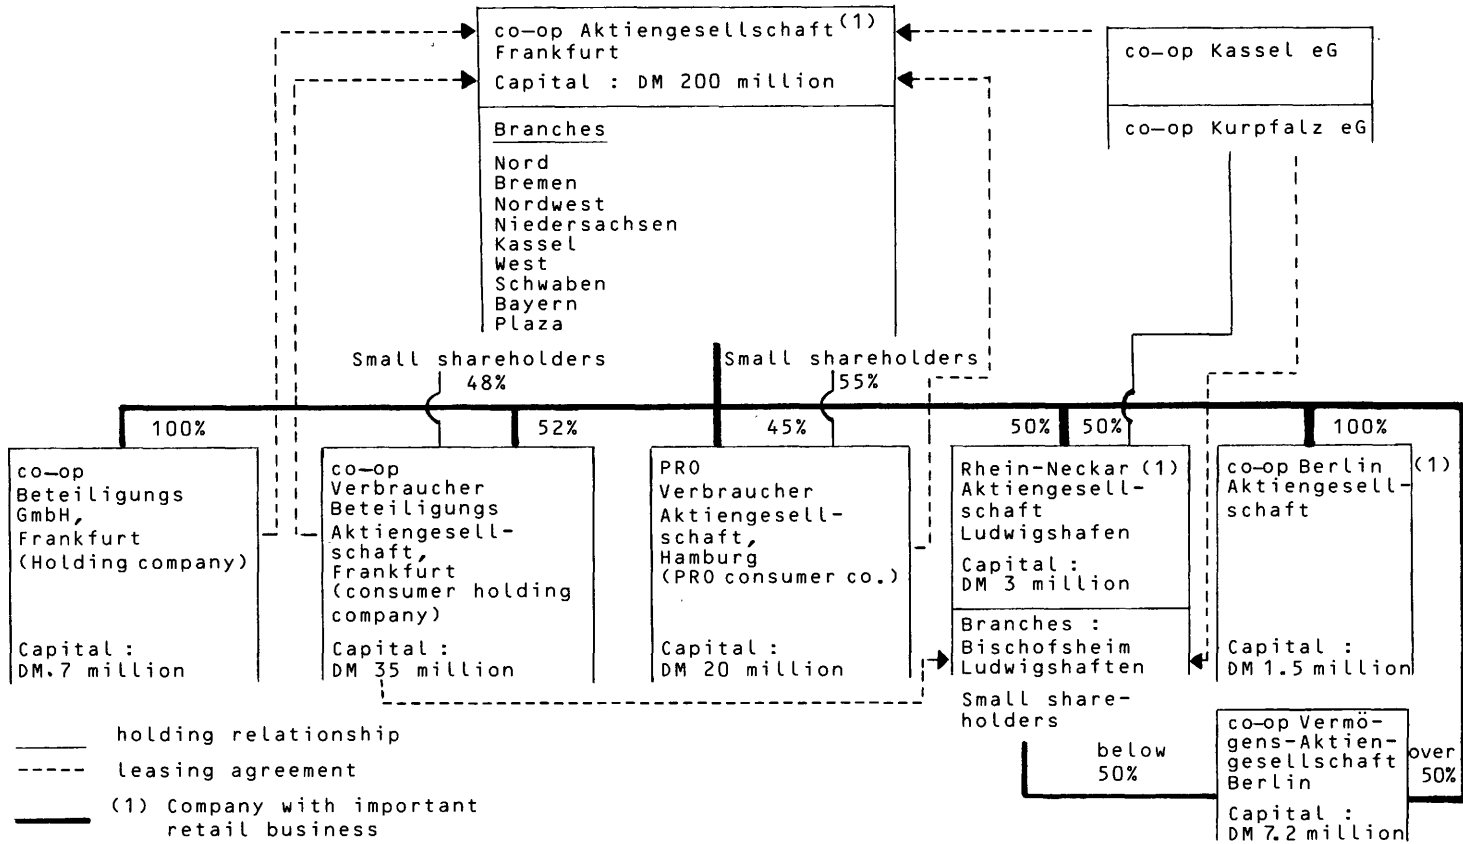 co-op Aktiengesellschaft (1)
Frankfurt
Capital : DM 200 million
Branches
Nord
Bremen
Nordwest
Niedersachsen
Kassel
West
Schwaben
Bayern
Plaza
co-op Kassel eG
co-op Kurpfalz eG
Small shareholders
48%
Small shareholders
55%
100%
52%
45%
50%
50%
100%
co-op
Beteiligungs
GmbH,
Frankfurt
(Holding company)
Capital :
DM.7 million
co-op
Verbraucher
Beteiligungs
Aktiengesell-
schaft,
Frankfurt
(consumer holding
company)
Capital :
DM 35 million
PRO
Verbraucher
Aktiengesell-
schaft,
Hamburg
(PRO consumer co.)
Capital :
DM 20 million
Rhein-Neckar (1)
Aktiengesell-
schaft
Ludwigshafen
Capital :
DM 3 million
Branches :
Bischofsheim
Ludwigshaften
Small share-
holders
co-op Berlin (1)
Aktiengesell-
schaft
Capital :
DM 1.5 million
below
50%
co-op Vermö-
gens-Aktien-
gesellschaft
Berlin
Capital :
DM 7.2 million
over
50%
holding relationship
leasing agreement
(1) Company with important
retail business